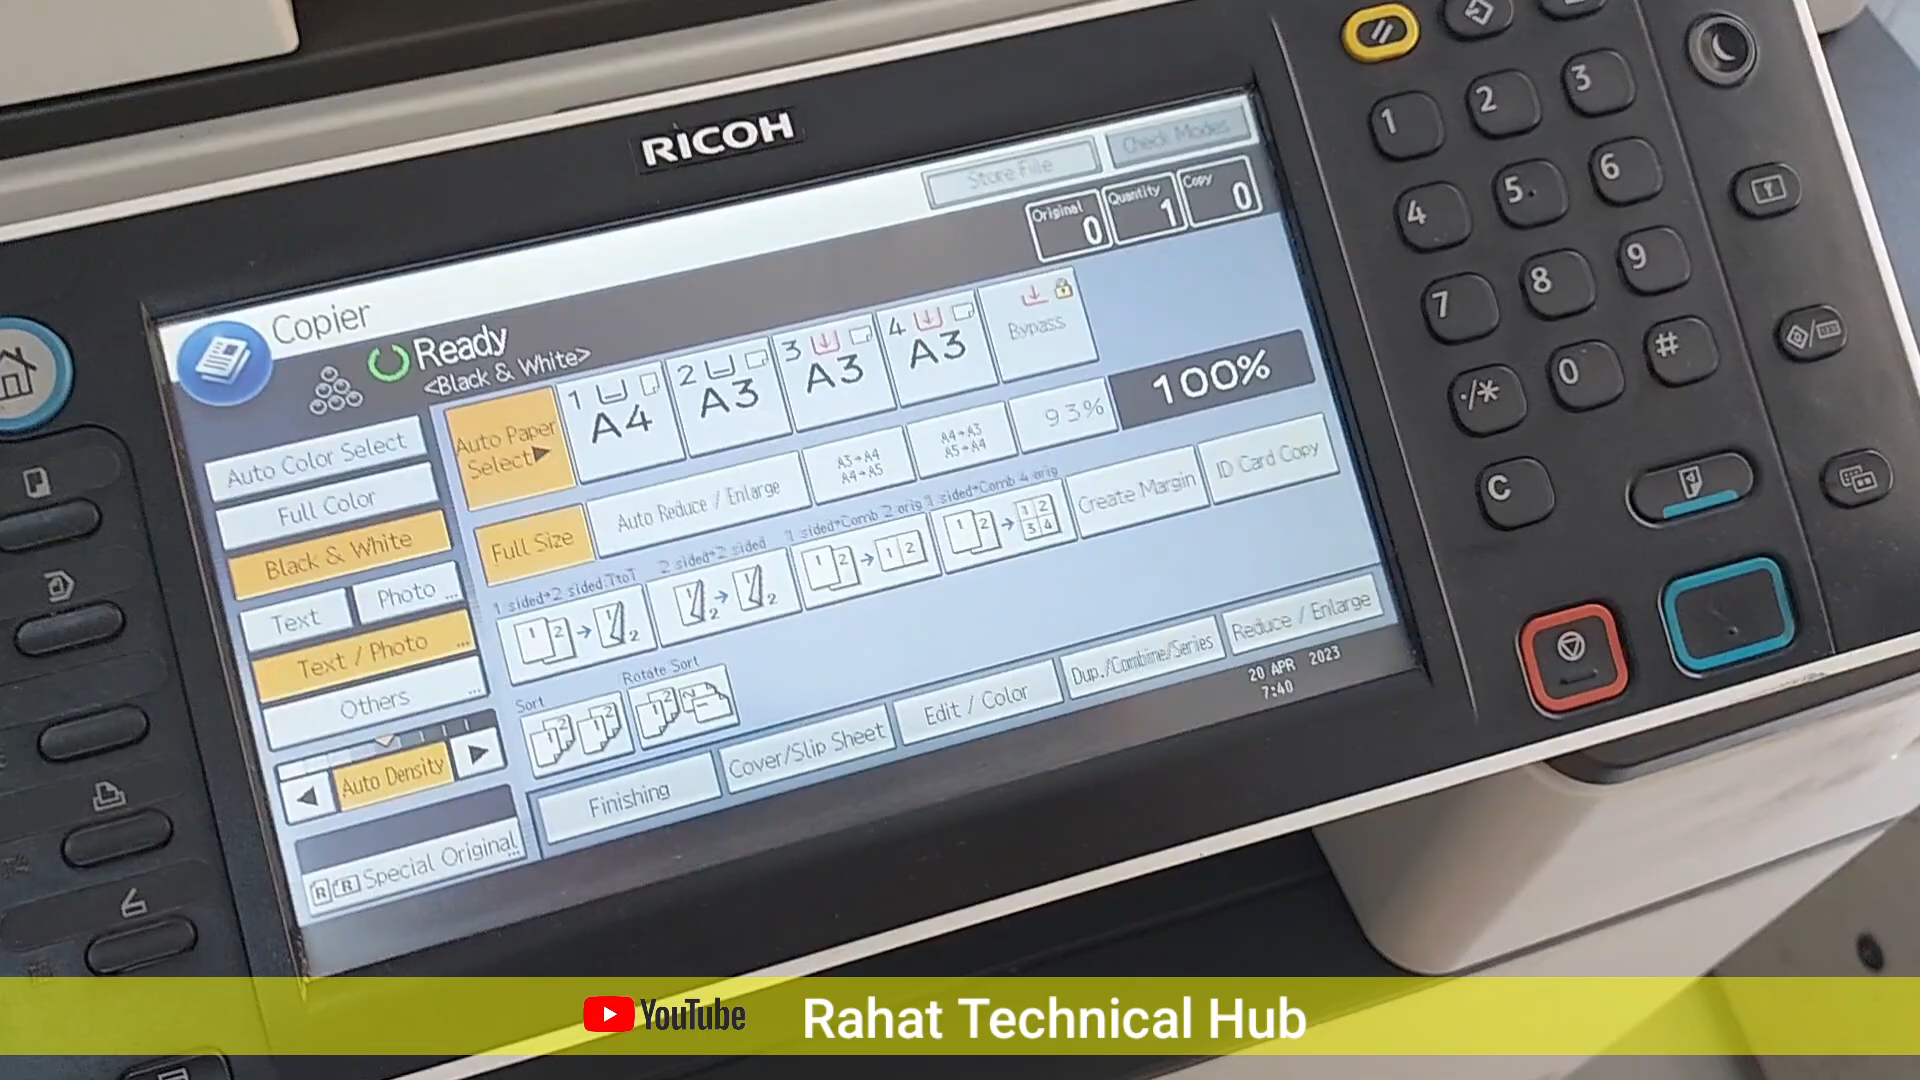 RICOH
Store File
Check Modes
Original 0
Quantity 1
Copy 0
Copier
Ready
<Black & White>
Auto Color Select
Full Color
Black & White
Text
Photo ...
Text / Photo ...
Others ...
Auto Density
Special Original...
Auto Paper
Select▶
1 A4
2 A3
3 A3
4 A3
Bypass
Full Size
Auto Reduce / Enlarge
A3→A4
A4→A5
A4→A3
A5→A4
93%
100%
1 sided→2 sided:TtoT
2 sided→2 sided
1 sided→Comb 2 orig
1 sided→Comb 4 orig
Create Margin
ID Card Copy
Sort
Rotate Sort
Finishing
Cover/Slip Sheet
Edit / Color
Dup./Combine/Series
Reduce / Enlarge
20 APR 2023
7:40
1 2 3
4 5 6
7 8 9
·/* 0 #
C
YouTube Rahat Technical Hub